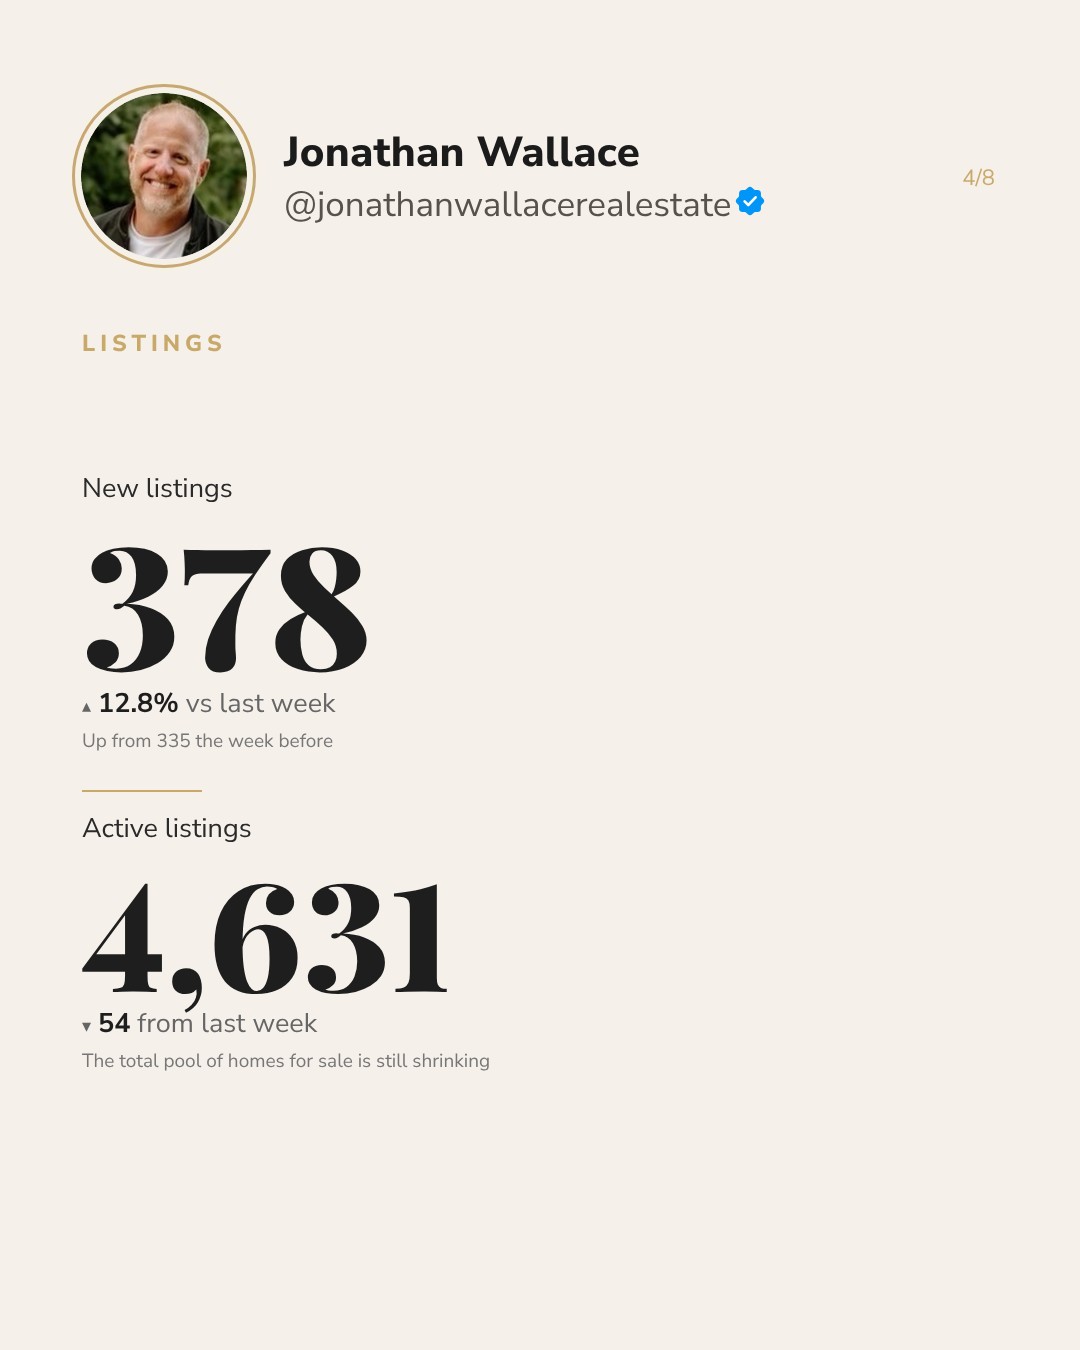 Jonathan Wallace
@jonathanwallacerealestate
4/8
LISTINGS
New listings
378
▲ 12.8% vs last week
Up from 335 the week before
Active listings
4,631
▼ 54 from last week
The total pool of homes for sale is still shrinking